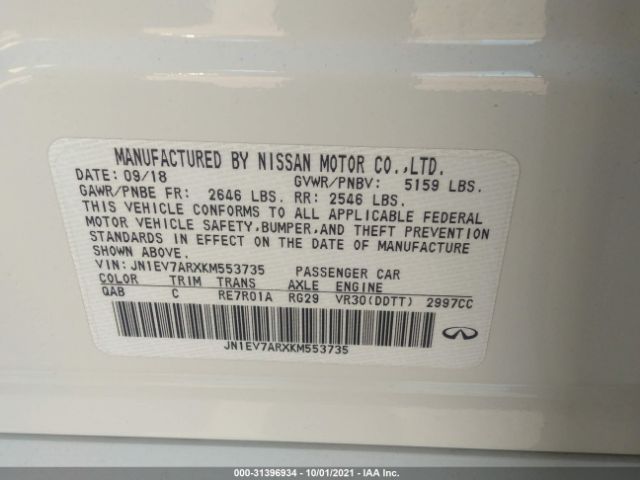 MANUFACTURED BY NISSAN MOTOR CO.,LTD.
DATE: 09/18 GVWR/PNBV: 5159 LBS.
GAWR/PNBE FR: 2646 LBS. RR: 2546 LBS.
THIS VEHICLE CONFORMS TO ALL APPLICABLE FEDERAL
MOTOR VEHICLE SAFETY,BUMPER,AND THEFT PREVENTION
STANDARDS IN EFFECT ON THE DATE OF MANUFACTURE
SHOWN ABOVE.
VIN:JN1EV7ARXKM553735 PASSENGER CAR
COLOR TRIM TRANS AXLE ENGINE
QAB C RE7R01A RG29 VR30(DDTT) 2997CC
JN1EV7ARXKM553735
000-31396934 | 10/01/2021 - IAA Inc.